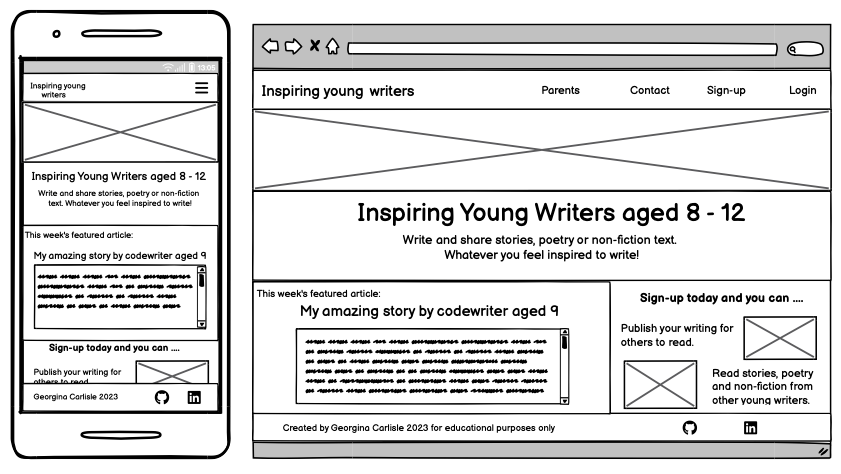 13:05
Inspiring young
writers
Inspiring Young Writers aged 8 - 12
Write and share stories, poetry or non-fiction
text. Whatever you feel inspired to write!
This week's featured article:
My amazing story by codewriter aged 9
Sign-up today and you can ....
Publish your writing for
others to read.
Georgina Carlisle 2023
Inspiring young writers
Parents
Contact
Sign-up
Login
Inspiring Young Writers aged 8 - 12
Write and share stories, poetry or non-fiction text.
Whatever you feel inspired to write!
This week's featured article:
My amazing story by codewriter aged 9
Sign-up today and you can ....
Publish your writing for
others to read.
Read stories, poetry
and non-fiction from
other young writers.
Created by Georgina Carlisle 2023 for educational purposes only
in
in